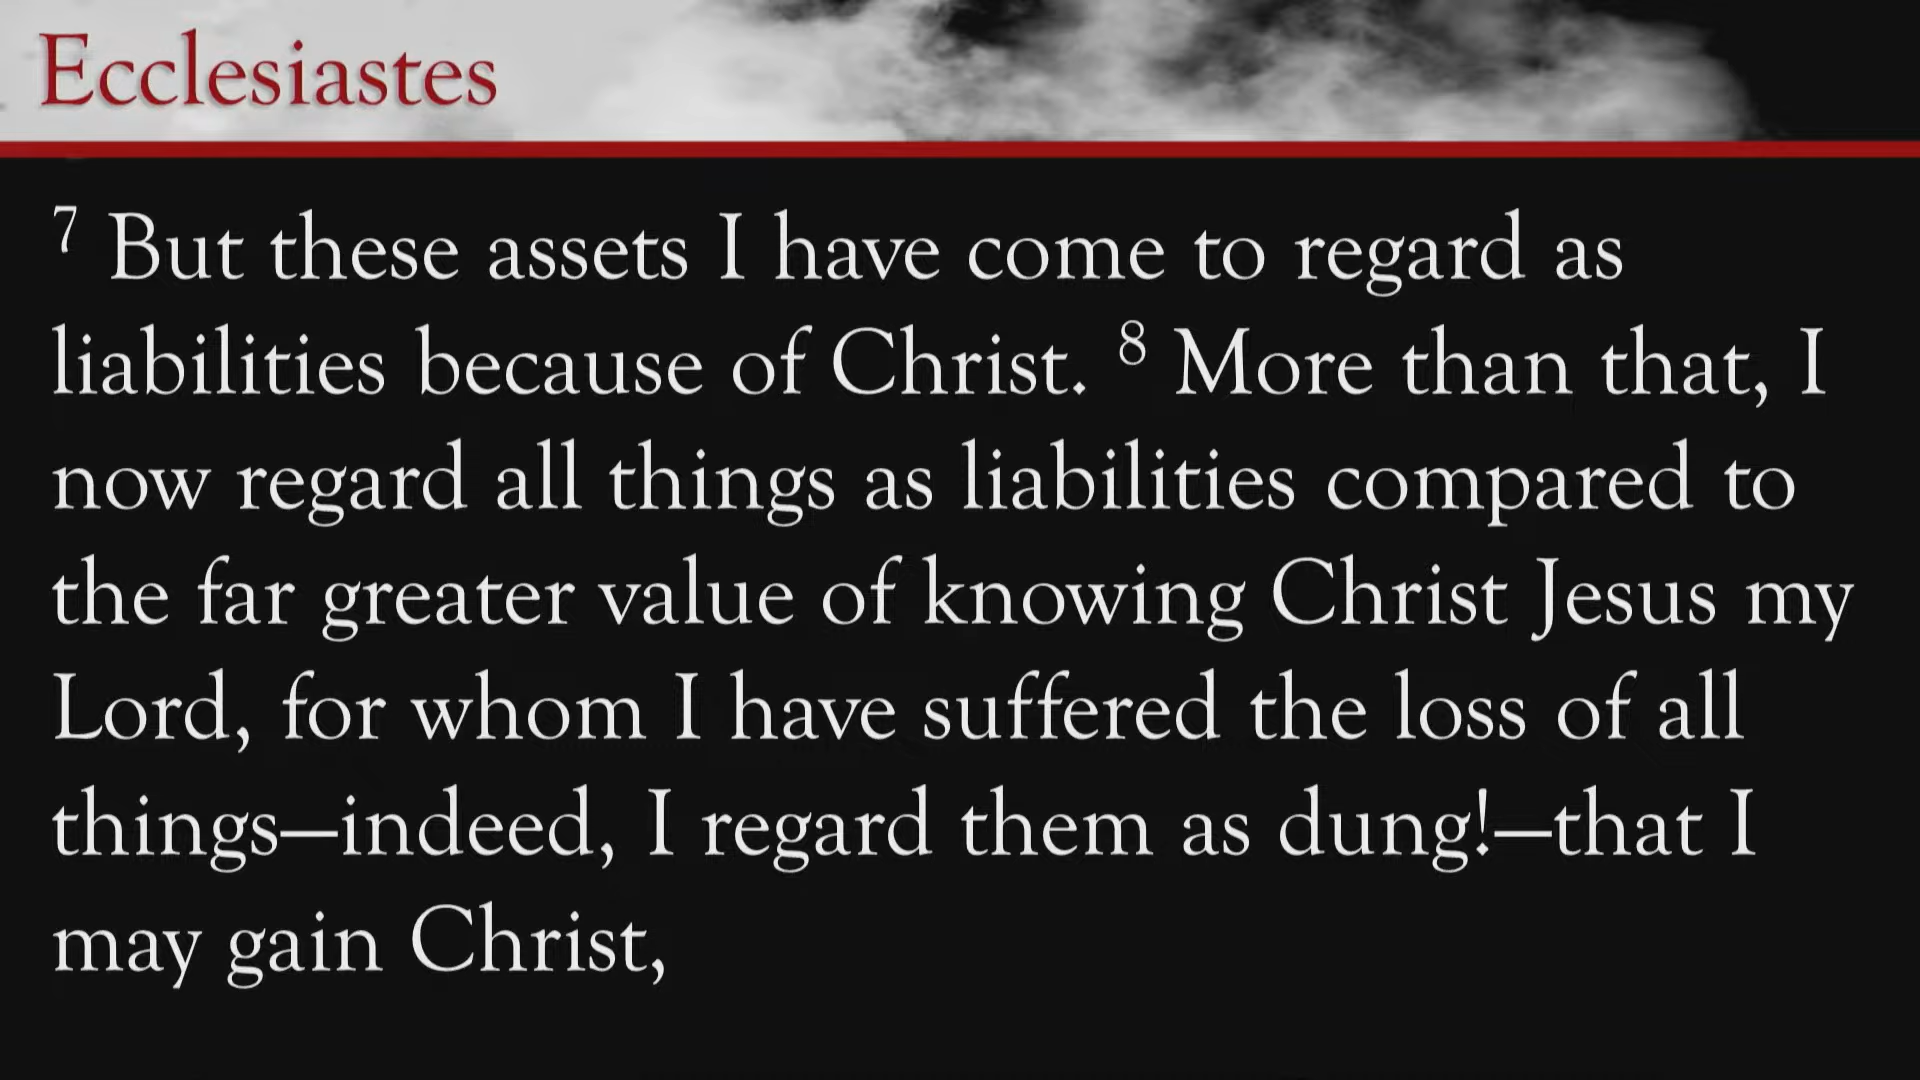 Ecclesiastes
7 But these assets I have come to regard as
liabilities because of Christ. 8 More than that, I
now regard all things as liabilities compared to
the far greater value of knowing Christ Jesus my
Lord, for whom I have suffered the loss of all
things—indeed, I regard them as dung!—that I
may gain Christ,